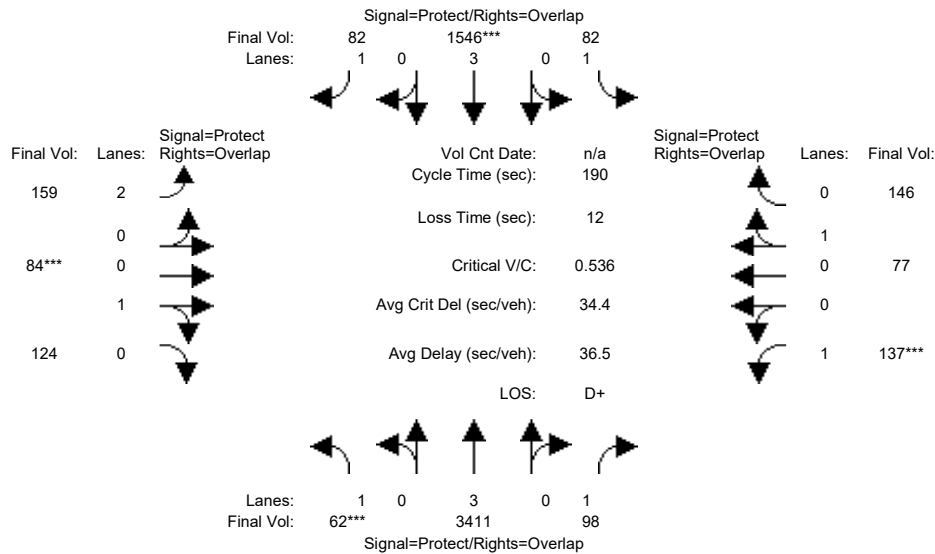 Signal=Protect/Rights=Overlap
Final Vol: 82 1546*** 82
Lanes: 1 0 3 0 1
Signal=Protect Signal=Protect
Final Vol: Lanes: Rights=Overlap Vol Cnt Date: n/a Rights=Overlap Lanes: Final Vol:
Cycle Time (sec): 190
159 2 0 146
Loss Time (sec): 12
0 1
84*** 0 Critical V/C: 0.536 0 77
1 Avg Crit Del (sec/veh): 34.4 0
124 0 Avg Delay (sec/veh): 36.5 1 137***
LOS: D+
Lanes: 1 0 3 0 1
Final Vol: 62*** 3411 98
Signal=Protect/Rights=Overlap